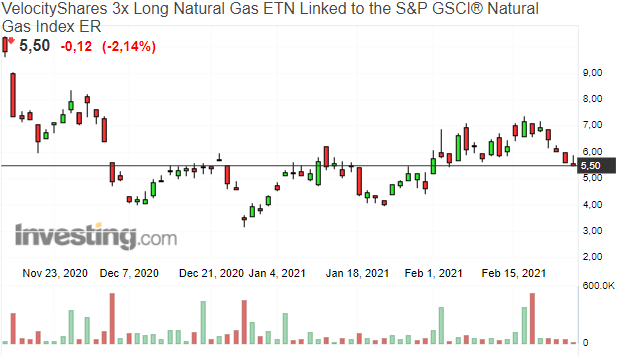 VelocityShares 3x Long Natural Gas ETN Linked to the S&P GSCI® Natural
Gas Index ER
5,50 -0,12 (-2,14%)
9,00
8,00
7,00
6,00
5,50
5,00
4,00
3,00
2,00
Investing.com
Nov 23, 2020 Dec 7, 2020 Dec 21, 2020 Jan 4, 2021 Jan 18, 2021 Feb 1, 2021 Feb 15, 2021
600.0K
0